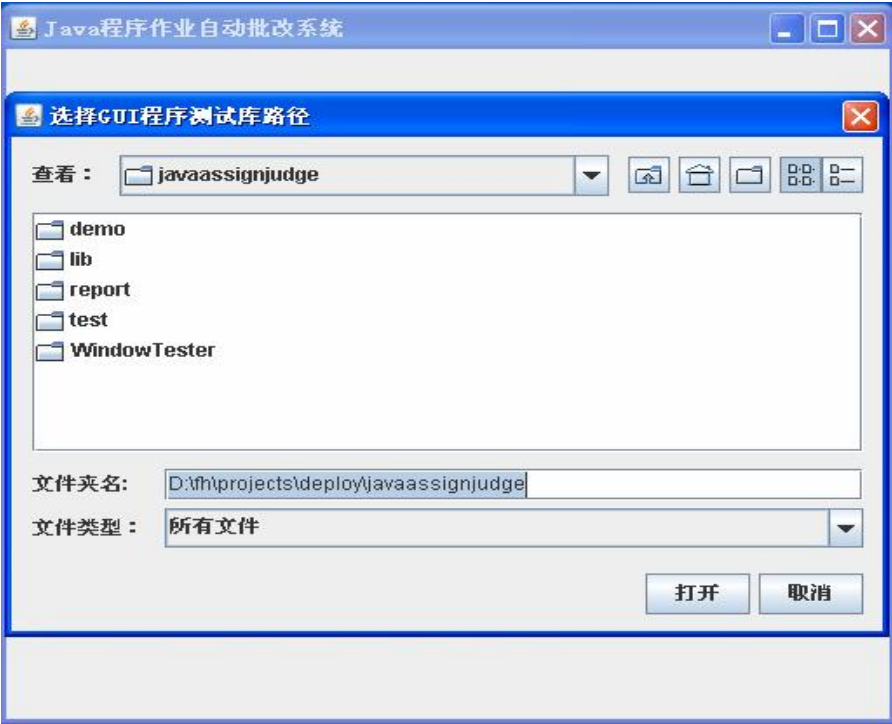 Java程序作业自动批改系统
选择GUI程序测试库路径
查看： javaassignjudge
demo
lib
report
test
WindowTester
文件夹名: D:\fh\projects\deploy\javaassignjudge
文件类型： 所有文件
打开 取消